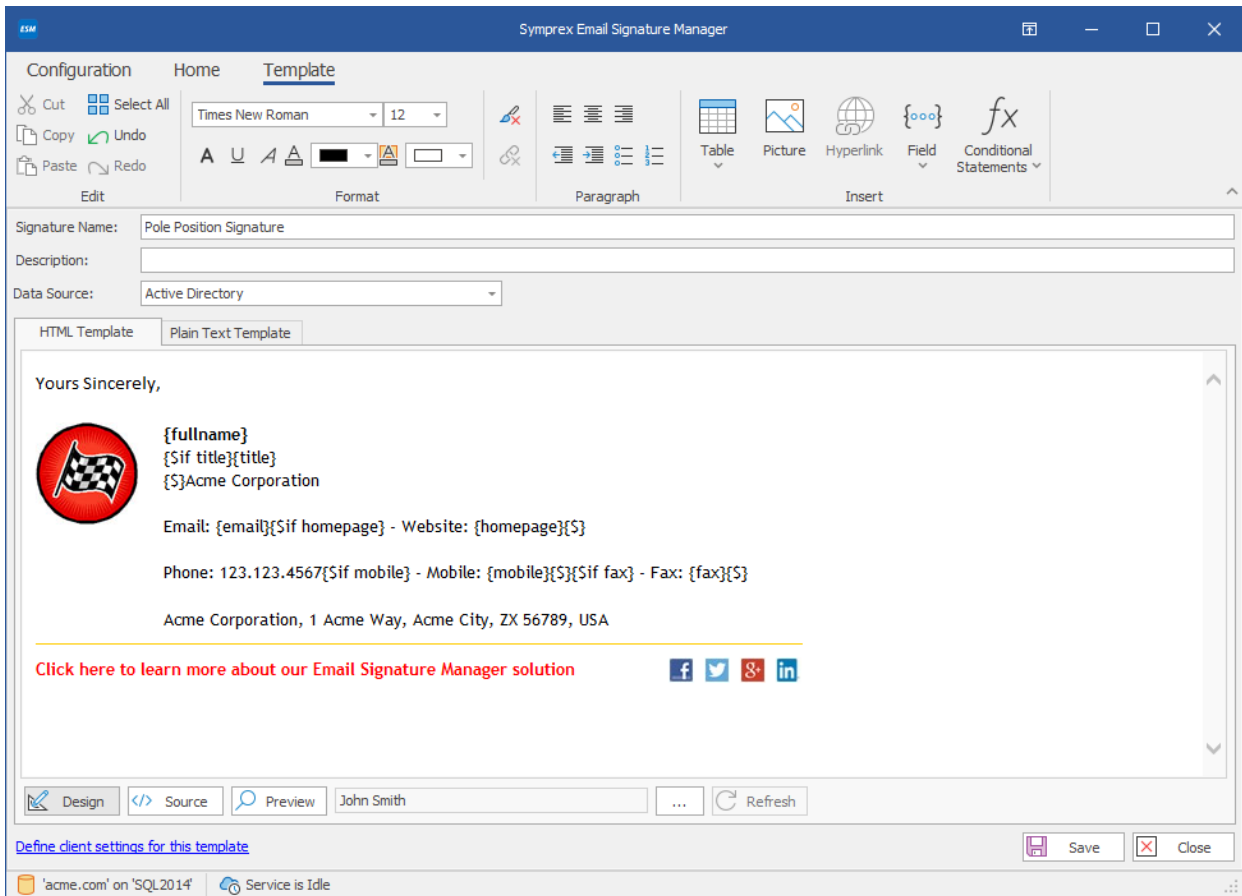 ESM Symprex Email Signature Manager
Configuration Home Template
Cut Select All
Copy Undo
Paste Redo
Edit
Times New Roman 12
A U A A A
Format
Paragraph
Table Picture Hyperlink {ooo} Field fx Conditional Statements
Insert
Signature Name: Pole Position Signature
Description:
Data Source: Active Directory
HTML Template Plain Text Template
Yours Sincerely,
{fullname}
{$if title}{title}
{$}Acme Corporation
Email: {email}{$if homepage} - Website: {homepage}{$}
Phone: 123.123.4567{$if mobile} - Mobile: {mobile}{$}{$if fax} - Fax: {fax}{$}
Acme Corporation, 1 Acme Way, Acme City, ZX 56789, USA
Click here to learn more about our Email Signature Manager solution f 8+ in
Design </> Source Preview John Smith ... Refresh
Define client settings for this template Save Close
'acme.com' on 'SQL2014' Service is Idle